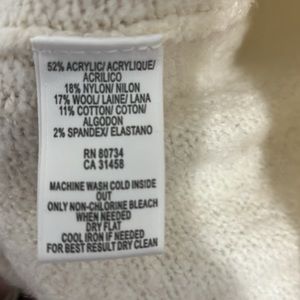 52% ACRYLIC/ ACRYLIQUE/
ACRILICO
18% NYLON/ NILON
17% WOOL/ LAINE/ LANA
11% COTTON/ COTON/
ALGODON
2% SPANDEX/ ELASTANO
RN 80734
CA 31458
MACHINE WASH COLD INSIDE
OUT
ONLY NON-CHLORINE BLEACH
WHEN NEEDED
DRY FLAT
COOL IRON IF NEEDED
FOR BEST RESULT DRY CLEAN